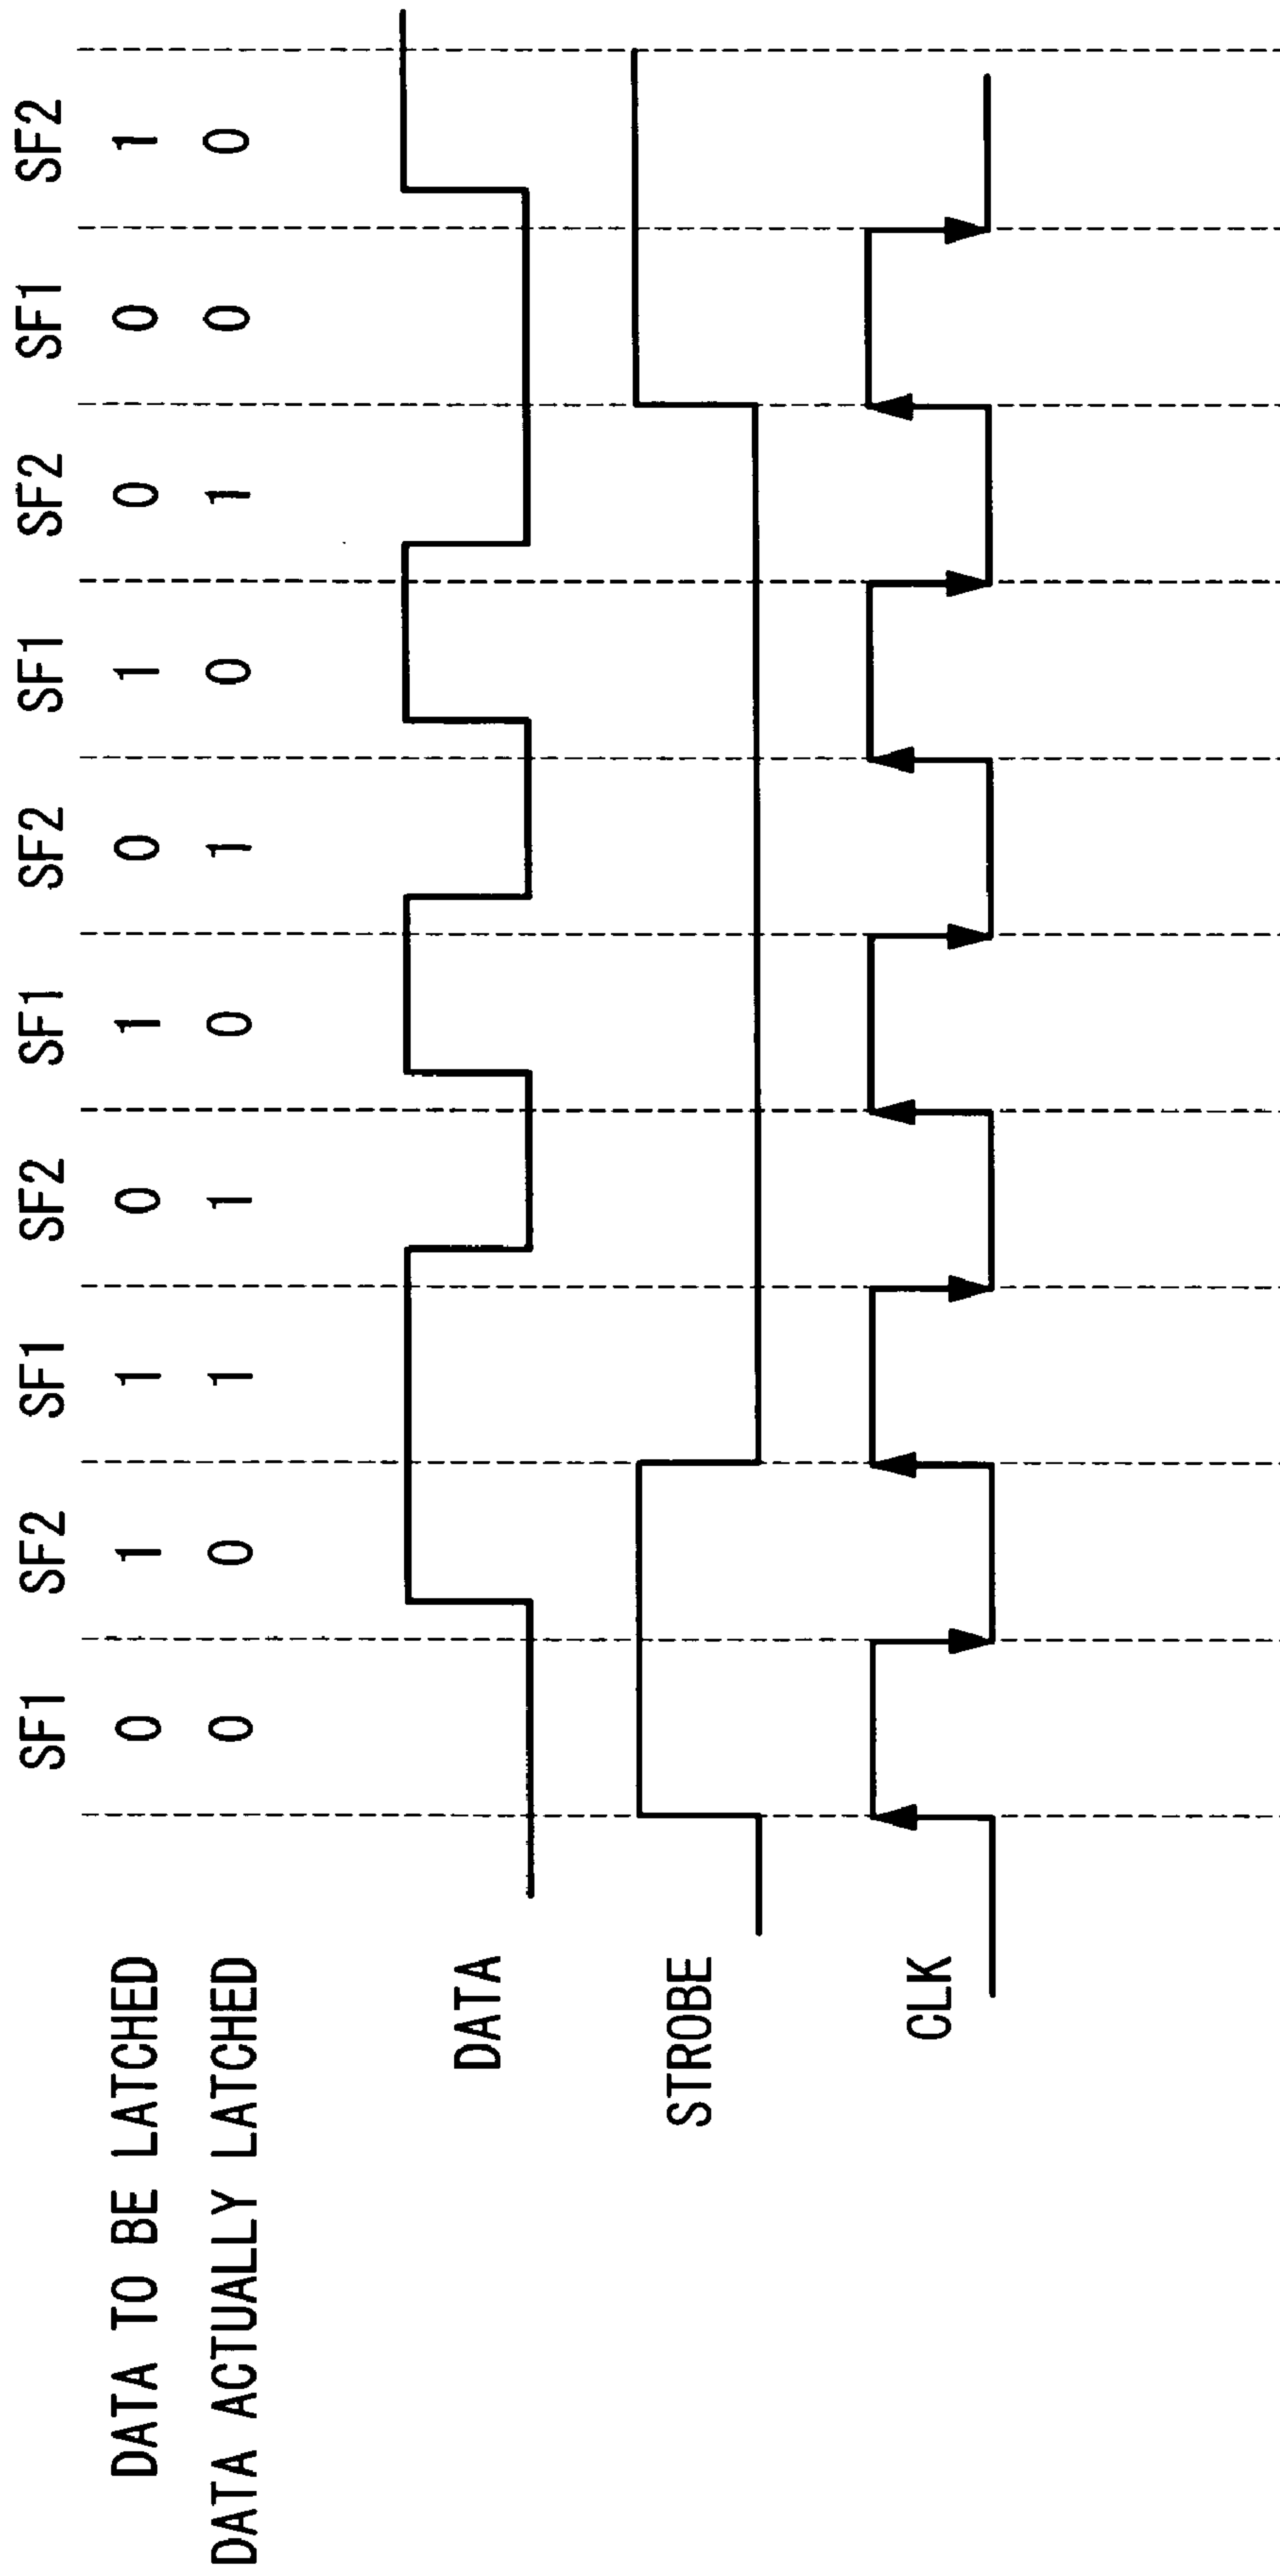 SF1 SF2 SF1 SF2 SF1 SF2 SF1 SF2 SF1 SF2
DATA TO BE LATCHED 0 1 1 0 1 0 1 0 0 1
DATA ACTUALLY LATCHED 0 0 1 1 0 1 0 1 0 0
DATA
STROBE
CLK